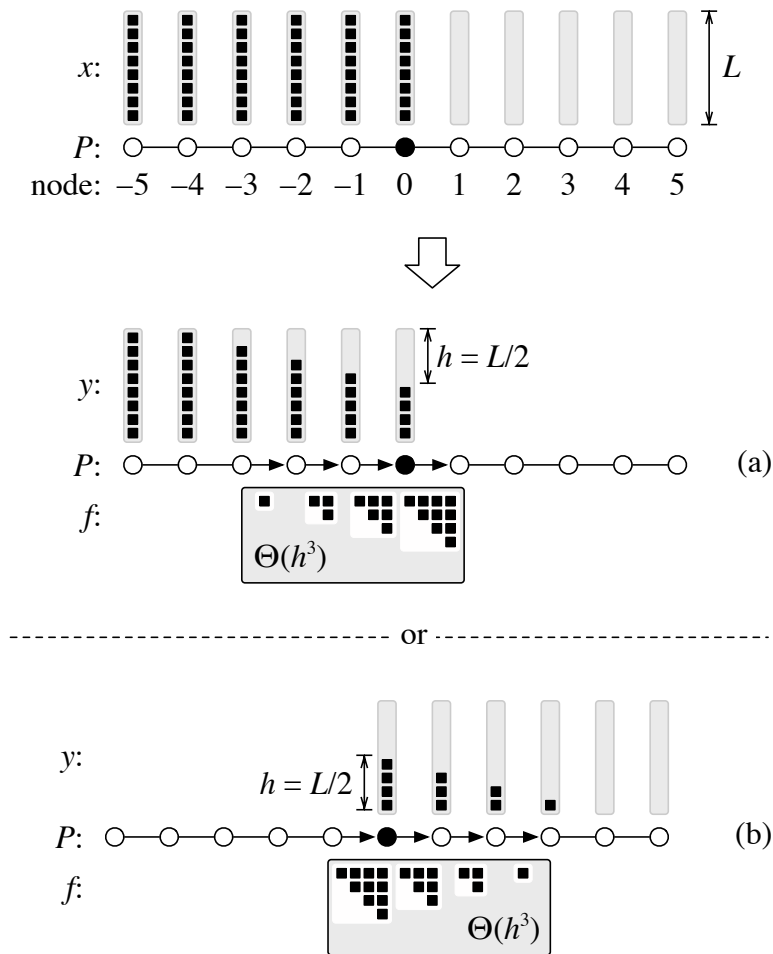 x:
L
P:
node: –5 –4 –3 –2 –1 0 1 2 3 4 5
h = L/2
y:
P:
(a)
f:
Θ(h³)
or
y:
h = L/2
P:
(b)
f:
Θ(h³)